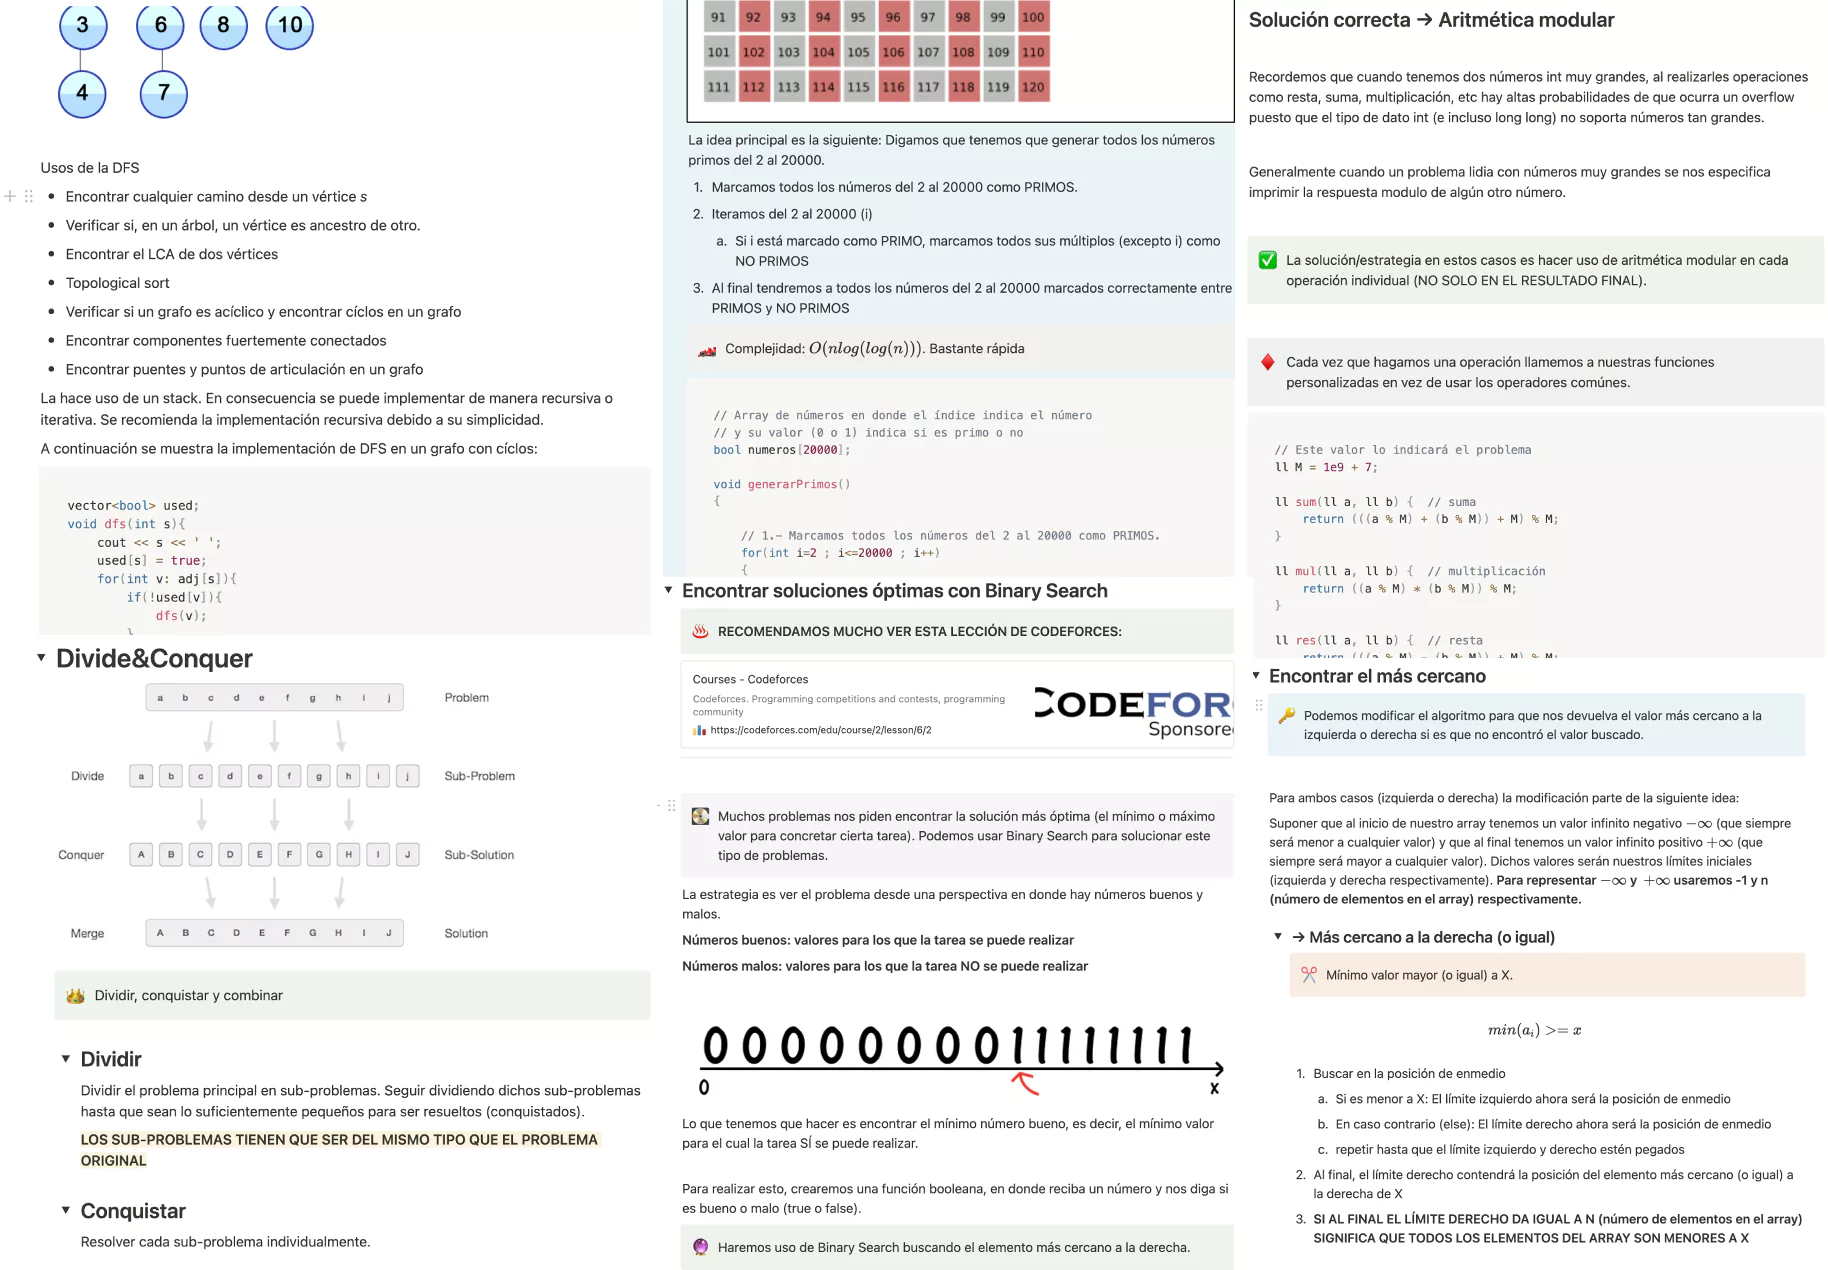 3 6 8 10
4 7
Usos de la DFS
• Encontrar cualquier camino desde un vértice s
• Verificar si, en un árbol, un vértice es ancestro de otro.
• Encontrar el LCA de dos vértices
• Topological sort
• Verificar si un grafo es acíclico y encontrar cíclos en un grafo
• Encontrar componentes fuertemente conectados
• Encontrar puentes y puntos de articulación en un grafo
La hace uso de un stack. En consecuencia se puede implementar de manera recursiva o
iterativa. Se recomienda la implementación recursiva debido a su simplicidad.
A continuación se muestra la implementación de DFS en un grafo con cíclos:
vector<bool> used;
void dfs(int s){
cout << s << ' ';
used[s] = true;
for(int v: adj[s]){
if(!used[v]){
dfs(v);
}
Divide&Conquer
a b c d e f g h i j Problem
Divide a b c d e f g h i j Sub-Problem
Conquer A B C D E F G H I J Sub-Solution
Merge A B C D E F G H I J Solution
Dividir, conquistar y combinar
Dividir
Dividir el problema principal en sub-problemas. Seguir dividiendo dichos sub-problemas
hasta que sean lo suficientemente pequeños para ser resueltos (conquistados).
LOS SUB-PROBLEMAS TIENEN QUE SER DEL MISMO TIPO QUE EL PROBLEMA
ORIGINAL
Conquistar
Resolver cada sub-problema individualmente.
91 92 93 94 95 96 97 98 99 100
101 102 103 104 105 106 107 108 109 110
111 112 113 114 115 116 117 118 119 120
La idea principal es la siguiente: Digamos que tenemos que generar todos los números
primos del 2 al 20000.
1. Marcamos todos los números del 2 al 20000 como PRIMOS.
2. Iteramos del 2 al 20000 (i)
a. Si i está marcado como PRIMO, marcamos todos sus múltiplos (excepto i) como
NO PRIMOS
3. Al final tendremos a todos los números del 2 al 20000 marcados correctamente entre
PRIMOS y NO PRIMOS
Complejidad: O(nlog(log(n))). Bastante rápida
// Array de números en donde el índice indica el número
// y su valor (0 o 1) indica si es primo o no
bool numeros[20000];
void generarPrimos()
{
// 1.- Marcamos todos los números del 2 al 20000 como PRIMOS.
for(int i=2 ; i<=20000 ; i++)
{
Encontrar soluciones óptimas con Binary Search
RECOMENDAMOS MUCHO VER ESTA LECCIÓN DE CODEFORCES:
Courses - Codeforces
Codeforces. Programming competitions and contests, programming
community
https://codeforces.com/edu/course/2/lesson/6/2
CODEFOR
Sponsore
Muchos problemas nos piden encontrar la solución más óptima (el mínimo o máximo
valor para concretar cierta tarea). Podemos usar Binary Search para solucionar este
tipo de problemas.
La estrategia es ver el problema desde una perspectiva en donde hay números buenos y
malos.
Números buenos: valores para los que la tarea se puede realizar
Números malos: valores para los que la tarea NO se puede realizar
0 0 0 0 0 0 0 0 1 1 1 1 1 1 1 1
0 x
Lo que tenemos que hacer es encontrar el mínimo número bueno, es decir, el mínimo valor
para el cual la tarea SÍ se puede realizar.
Para realizar esto, crearemos una función booleana, en donde reciba un número y nos diga si
es bueno o malo (true o false).
Haremos uso de Binary Search buscando el elemento más cercano a la derecha.
Solución correcta → Aritmética modular
Recordemos que cuando tenemos dos números int muy grandes, al realizarles operaciones
como resta, suma, multiplicación, etc hay altas probabilidades de que ocurra un overflow
puesto que el tipo de dato int (e incluso long long) no soporta números tan grandes.
Generalmente cuando un problema lidia con números muy grandes se nos especifica
imprimir la respuesta modulo de algún otro número.
La solución/estrategia en estos casos es hacer uso de aritmética modular en cada
operación individual (NO SOLO EN EL RESULTADO FINAL).
Cada vez que hagamos una operación llamemos a nuestras funciones
personalizadas en vez de usar los operadores comúnes.
// Este valor lo indicará el problema
ll M = 1e9 + 7;
ll sum(ll a, ll b) { // suma
return (((a % M) + (b % M)) + M) % M;
}
ll mul(ll a, ll b) { // multiplicación
return ((a % M) * (b % M)) % M;
}
ll res(ll a, ll b) { // resta
return (((a % M) - (b % M)) + M) % M;
Encontrar el más cercano
Podemos modificar el algoritmo para que nos devuelva el valor más cercano a la
izquierda o derecha si es que no encontró el valor buscado.
Para ambos casos (izquierda o derecha) la modificación parte de la siguiente idea:
Suponer que al inicio de nuestro array tenemos un valor infinito negativo −∞ (que siempre
será menor a cualquier valor) y que al final tenemos un valor infinito positivo +∞ (que
siempre será mayor a cualquier valor). Dichos valores serán nuestros límites iniciales
(izquierda y derecha respectivamente). Para representar −∞ y +∞ usaremos -1 y n
(número de elementos en el array) respectivamente.
→ Más cercano a la derecha (o igual)
Mínimo valor mayor (o igual) a X.
min(aᵢ) >= x
1. Buscar en la posición de enmedio
a. Si es menor a X: El límite izquierdo ahora será la posición de enmedio
b. En caso contrario (else): El límite derecho ahora será la posición de enmedio
c. repetir hasta que el límite izquierdo y derecho estén pegados
2. Al final, el límite derecho contendrá la posición del elemento más cercano (o igual) a
la derecha de X
3. SI AL FINAL EL LÍMITE DERECHO DA IGUAL A N (número de elementos en el array)
SIGNIFICA QUE TODOS LOS ELEMENTOS DEL ARRAY SON MENORES A X